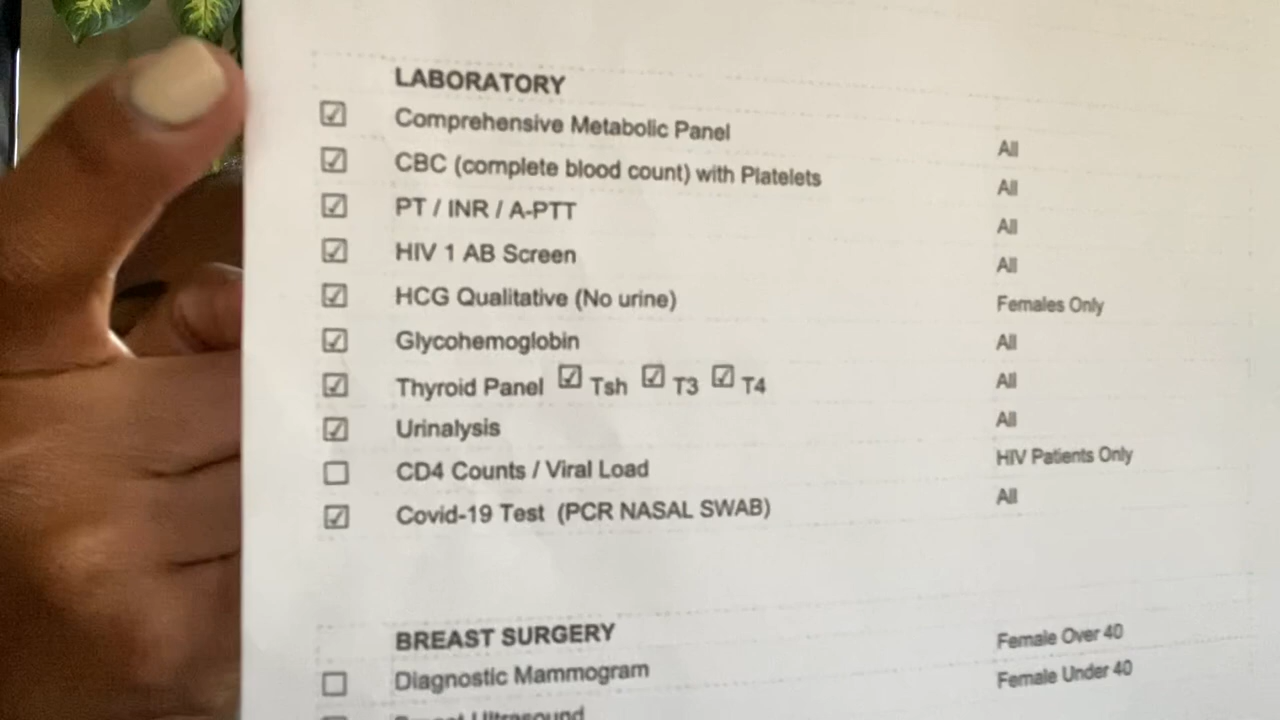 LABORATORY
☑ Comprehensive Metabolic Panel All
☑ CBC (complete blood count) with Platelets All
☑ PT / INR / A-PTT All
☑ HIV 1 AB Screen All
☑ HCG Qualitative (No urine) Females Only
☑ Glycohemoglobin All
☑ Thyroid Panel ☑ Tsh ☑ T3 ☑ T4 All
☑ Urinalysis All
☐ CD4 Counts / Viral Load HIV Patients Only
☑ Covid-19 Test (PCR NASAL SWAB) All
BREAST SURGERY
☐ Diagnostic Mammogram Female Over 40
Breast Ultrasound Female Under 40